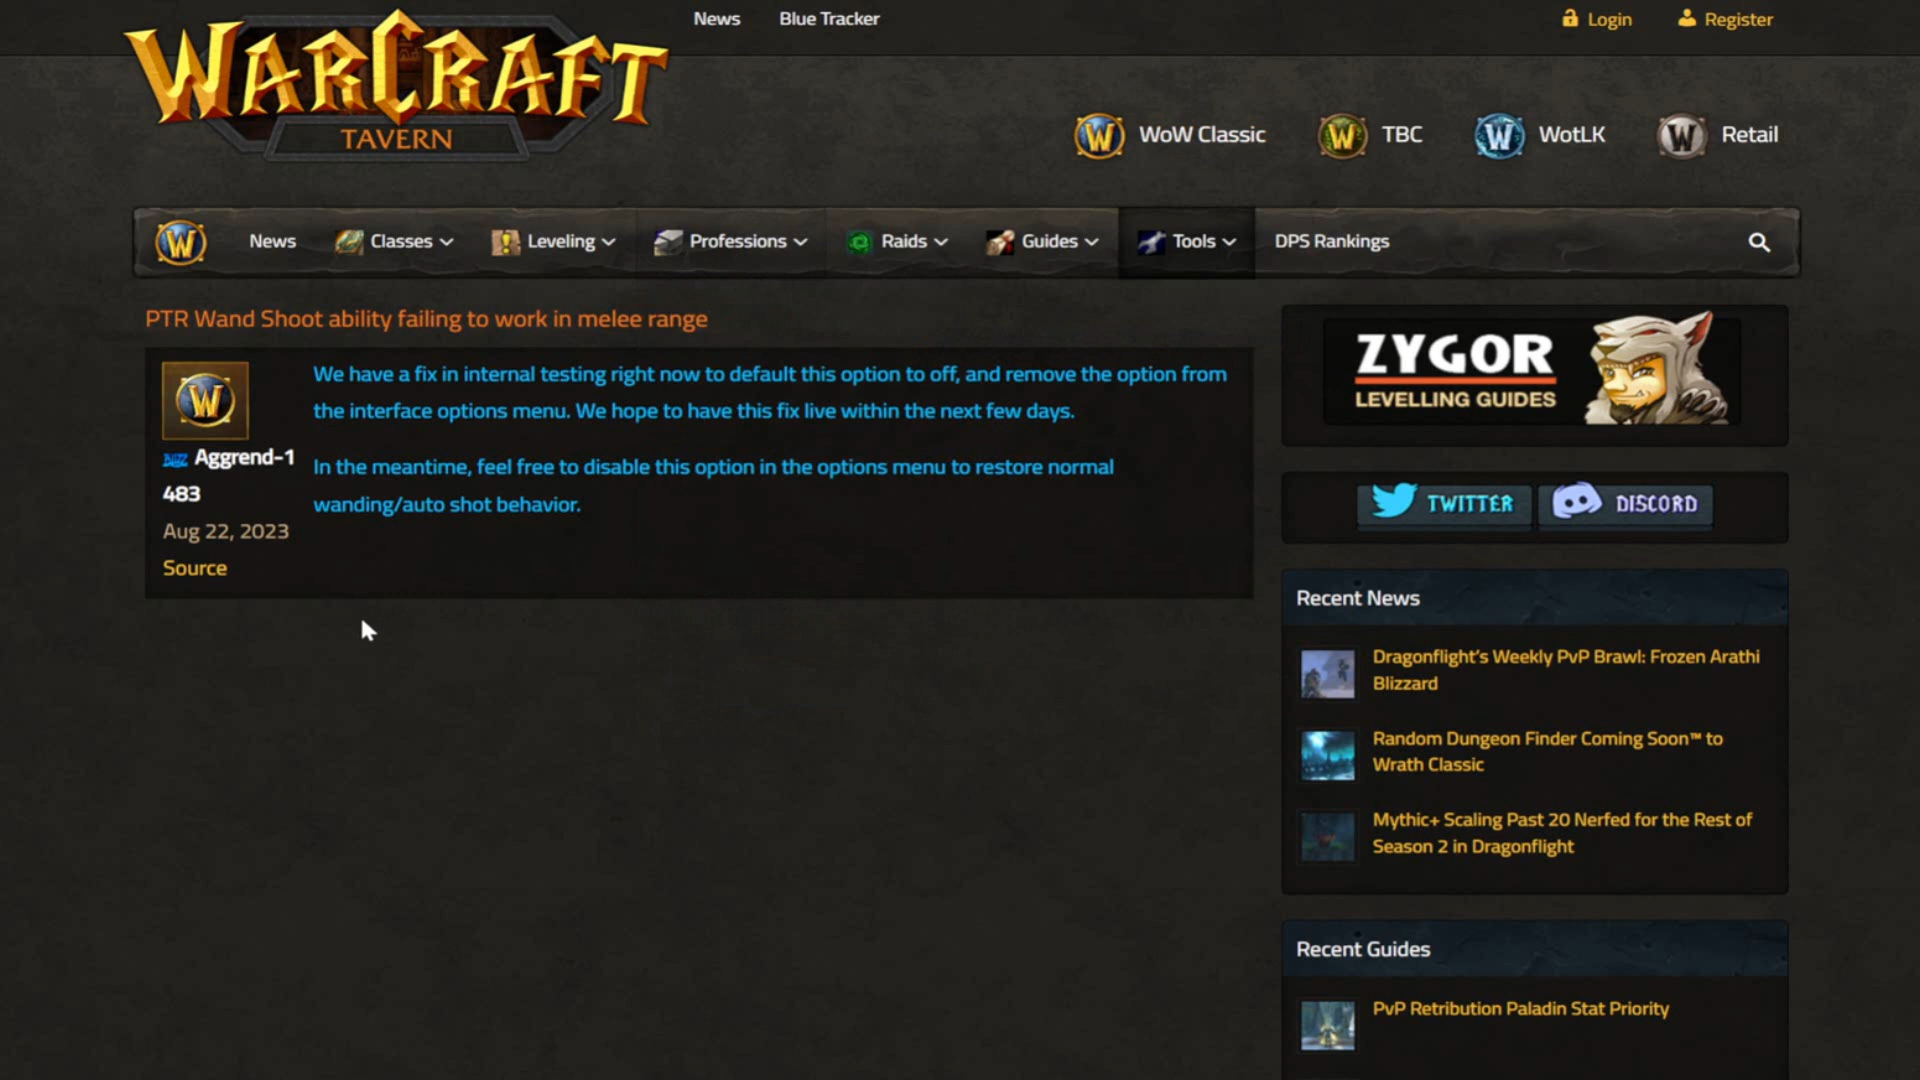 News
Blue Tracker
Login
Register
WARCRAFT
TAVERN
WoW Classic
TBC
WotLK
Retail
News
Classes
Leveling
Professions
Raids
Guides
Tools
DPS Rankings
PTR Wand Shoot ability failing to work in melee range
We have a fix in internal testing right now to default this option to off, and remove the option from
the interface options menu. We hope to have this fix live within the next few days.
In the meantime, feel free to disable this option in the options menu to restore normal
wanding/auto shot behavior.
Aggrend-1
483
Aug 22, 2023
Source
ZYGOR
LEVELLING GUIDES
TWITTER
DISCORD
Recent News
Dragonflight's Weekly PvP Brawl: Frozen Arathi
Blizzard
Random Dungeon Finder Coming Soon™ to
Wrath Classic
Mythic+ Scaling Past 20 Nerfed for the Rest of
Season 2 in Dragonflight
Recent Guides
PvP Retribution Paladin Stat Priority